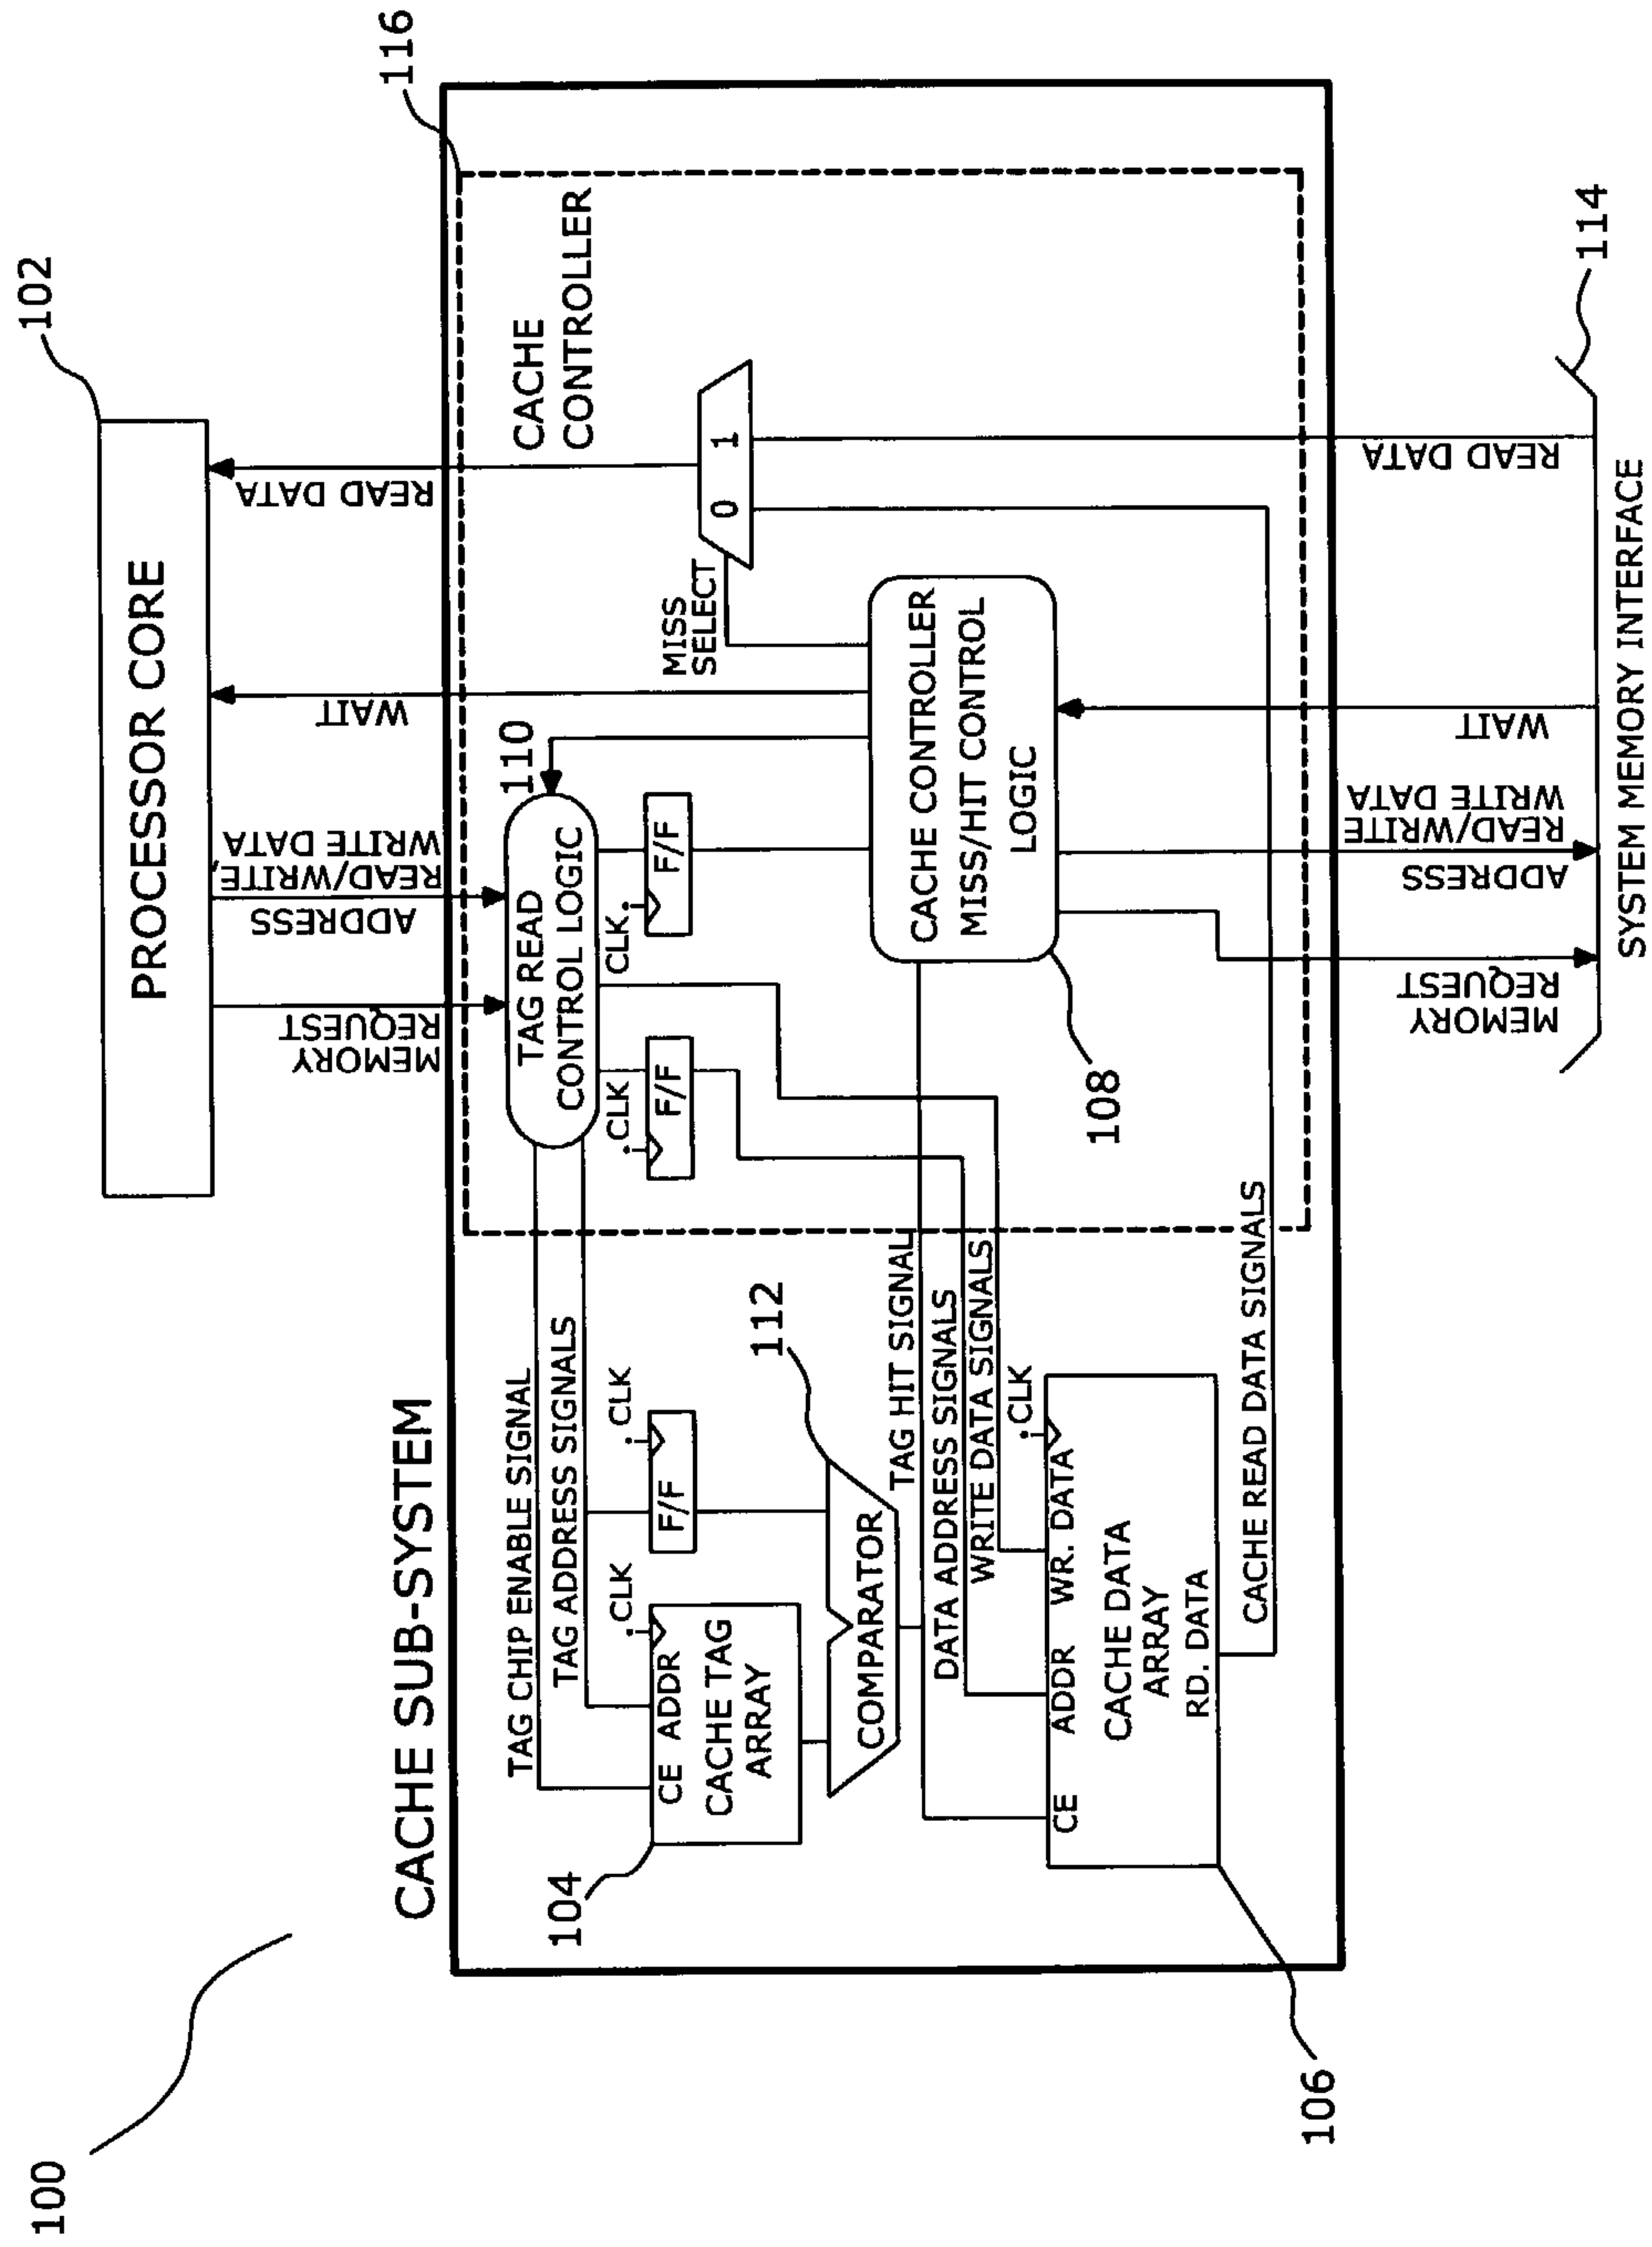 100
102
PROCESSOR CORE
MEMORY
REQUEST
ADDRESS
READ/WRITE,
WRITE DATA
WAIT
READ DATA
116
CACHE SUB-SYSTEM
CACHE
CONTROLLER
TAG CHIP ENABLE SIGNAL
TAG ADDRESS SIGNALS
TAG READ
CONTROL LOGIC
110
104
CE ADDR
CACHE TAG
ARRAY
.CLK
F/F
.CLK
F/F
.CLK
F/F
CLK.
MISS
SELECT
0 1
COMPARATOR
112
TAG HIT SIGNAL
DATA ADDRESS SIGNALS
WRITE DATA SIGNALS
CACHE CONTROLLER
MISS/HIT CONTROL
LOGIC
108
CE ADDR WR. DATA
.CLK
CACHE DATA
ARRAY
RD. DATA
CACHE READ DATA SIGNALS
106
MEMORY
REQUEST
ADDRESS
READ/WRITE
WRITE DATA
WAIT
READ DATA
114
SYSTEM MEMORY INTERFACE